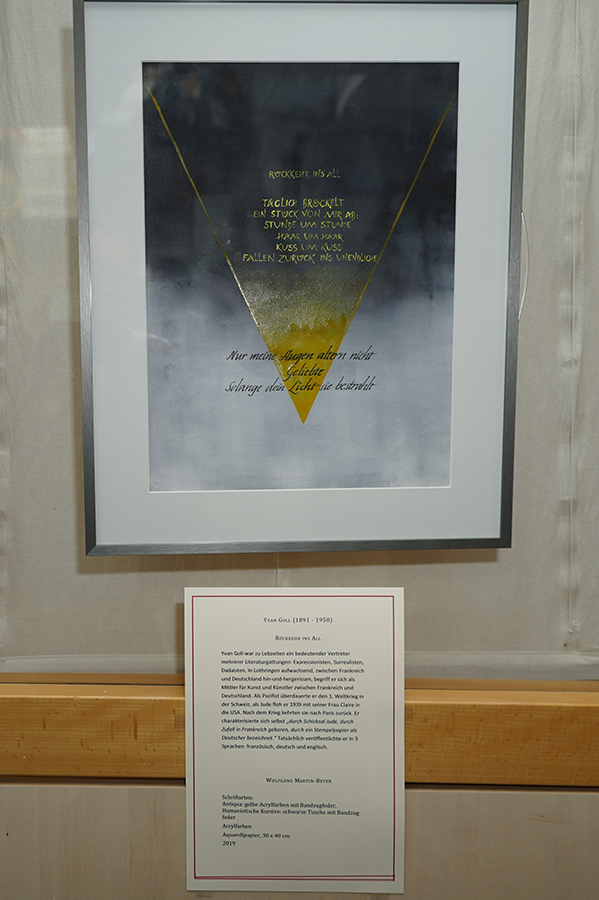 RÜCKKEHR INS ALL
TÄGLICH BRÖCKELT
EIN STÜCK VON MIR AB:
STUNDE UM STUNDE
HAAR UM HAAR
KUSS UM KUSS
FALLEN ZURÜCK INS UNENDLICHE
Nur meine Augen altern nicht
Geliebte
Solange dein Licht sie bestrahlt
Yvan Goll (1891 - 1950)
Rückkehr ins All
Yvan Goll war zu Lebzeiten ein bedeutender Vertreter
mehrerer Literaturgattungen: Expressionisten, Surrealisten,
Dadaisten. In Lothringen aufwachsend, zwischen Frankreich
und Deutschland hin-und-hergerissen, begriff er sich als
Mittler für Kunst und Künstler zwischen Frankreich und
Deutschland. Als Pazifist überdauerte er den 1. Weltkrieg in
der Schweiz, als Jude floh er 1939 mit seiner Frau Claire in
die USA. Nach dem Krieg kehrten sie nach Paris zurück. Er
charakterisierte sich selbst „durch Schicksal Jude, durch
Zufall in Frankreich geboren, durch ein Stempelpapier als
Deutscher bezeichnet." Tatsächlich veröffentlichte er in 3
Sprachen: französisch, deutsch und englisch.
Wolfgang Martin-Beyer
Schriftarten:
Antiqua: gelbe Acrylfarben mit Bandzugfeder,
Humanistische Kursive: schwarze Tusche mit Bandzug-
feder
Acrylfarben
Aquarellpapier, 30 x 40 cm
2019